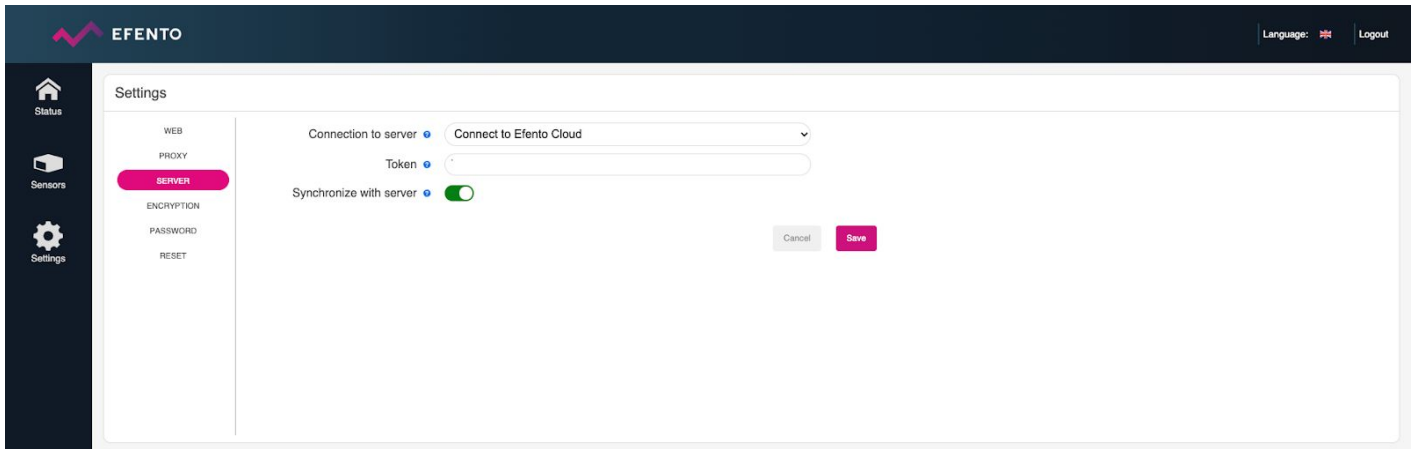 EFENTO
Language:
Logout
Status
Sensors
Settings
Settings
WEB
PROXY
SERVER
ENCRYPTION
PASSWORD
RESET
Connection to server
Connect to Efento Cloud
Token
Synchronize with server
Cancel
Save